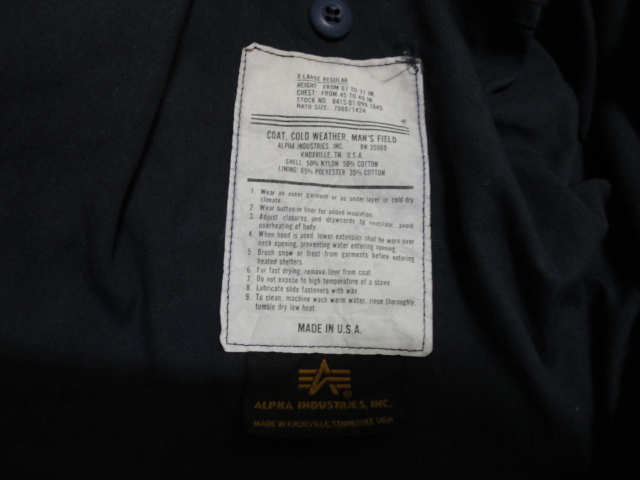 X-LARGE REGULAR
HEIGHT: FROM 67 TO 71 IN.
CHEST: FROM 45 TO 49 IN.
STOCK NO. 8415-01-099-7845
NATO SIZE: 7080/1424
®
COAT, COLD WEATHER, MAN'S FIELD
ALPHA INDUSTRIES, INC. RN 35569
KNOXVILLE, TN. U.S.A.
SHELL: 50% NYLON 50% COTTON
LINING: 65% POLYESTER 35% COTTON
1. Wear as outer garment or as under layer in cold dry
climate.
2. Wear button-in liner for added insulation.
3. Adjust closures and drawcords to ventilate, avoid
overheating of body.
4. When hood is used, lower extension shall be worn over
neck opening, preventing water entering opening.
5. Brush snow or frost from garments before entering
heated shelters.
6. For fast drying, remove liner from coat.
7. Do not expose to high temperature of a stove.
8. Lubricate slide fasteners with wax.
9. To clean, machine wash warm water, rinse thoroughly
tumble dry low heat.
MADE IN U.S.A.
®
ALPHA INDUSTRIES, INC.
MADE IN KNOXVILLE, TENNESSEE USA